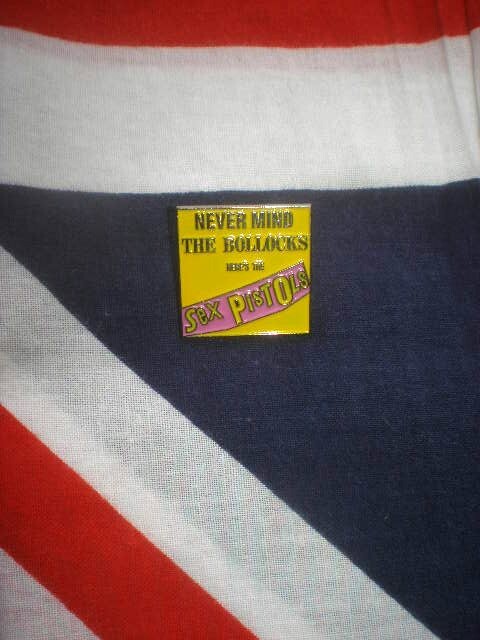 NEVER MIND
THE BOLLOCKS
HERE'S THE
Sex PisTOLs